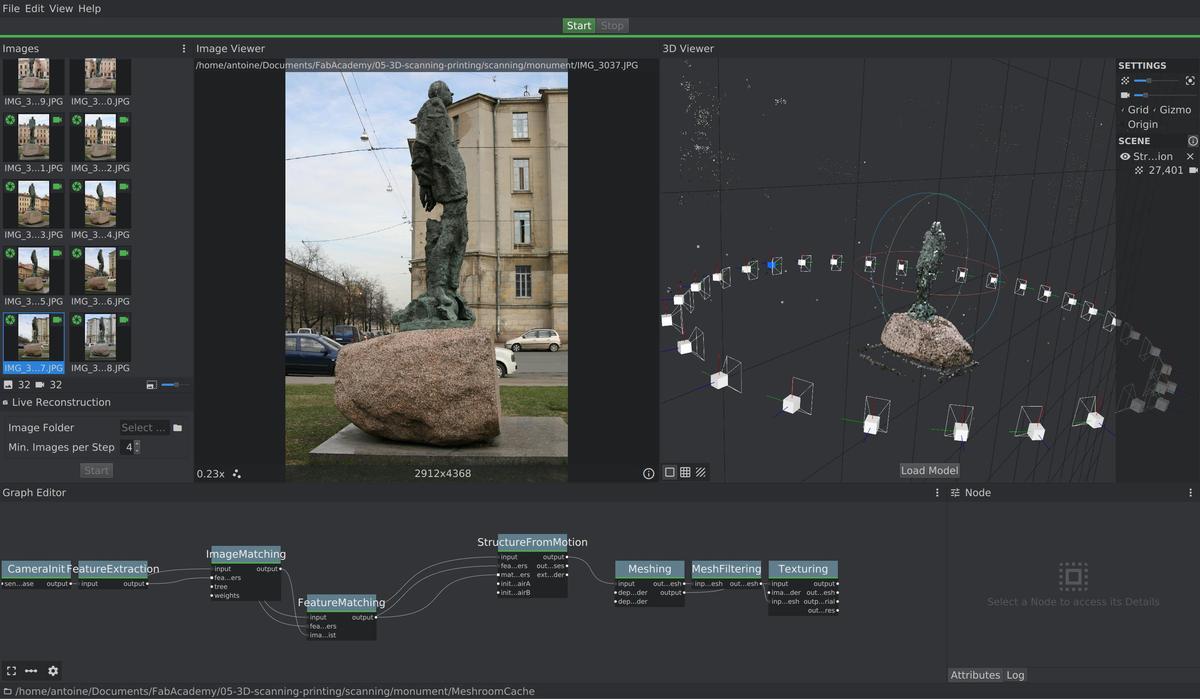 File Edit View Help
Start Stop
Images
Image Viewer
3D Viewer
/home/antoine/Documents/FabAcademy/05-3D-scanning-printing/scanning/monument/IMG_3037.JPG
IMG_3...9.JPG IMG_3...0.JPG
IMG_3...1.JPG IMG_3...2.JPG
IMG_3...3.JPG IMG_3...4.JPG
IMG_3...5.JPG IMG_3...6.JPG
IMG_3...7.JPG IMG_3...8.JPG
32 32
Live Reconstruction
Image Folder Select ...
Min. Images per Step 4
Start
0.23x
2912x4368
SETTINGS
Grid Gizmo
Origin
SCENE
Str...ion
27,401
Load Model
Graph Editor
CameraInit
sen...ase output
FeatureExtraction
input output
ImageMatching
input output
fea...ers
tree
weights
FeatureMatching
input output
fea...ers
ima...ist
StructureFromMotion
input output
fea...ers out...ses
mat...ers ext...der
init...airA
init...airB
Meshing
input out...esh
dep...der output
dep...der
MeshFiltering
inp...esh out...esh
Texturing
input output
ima...der out...esh
inp...esh outp...rial
out...res
Node
Select a Node to access its Details
Attributes Log
/home/antoine/Documents/FabAcademy/05-3D-scanning-printing/scanning/monument/MeshroomCache